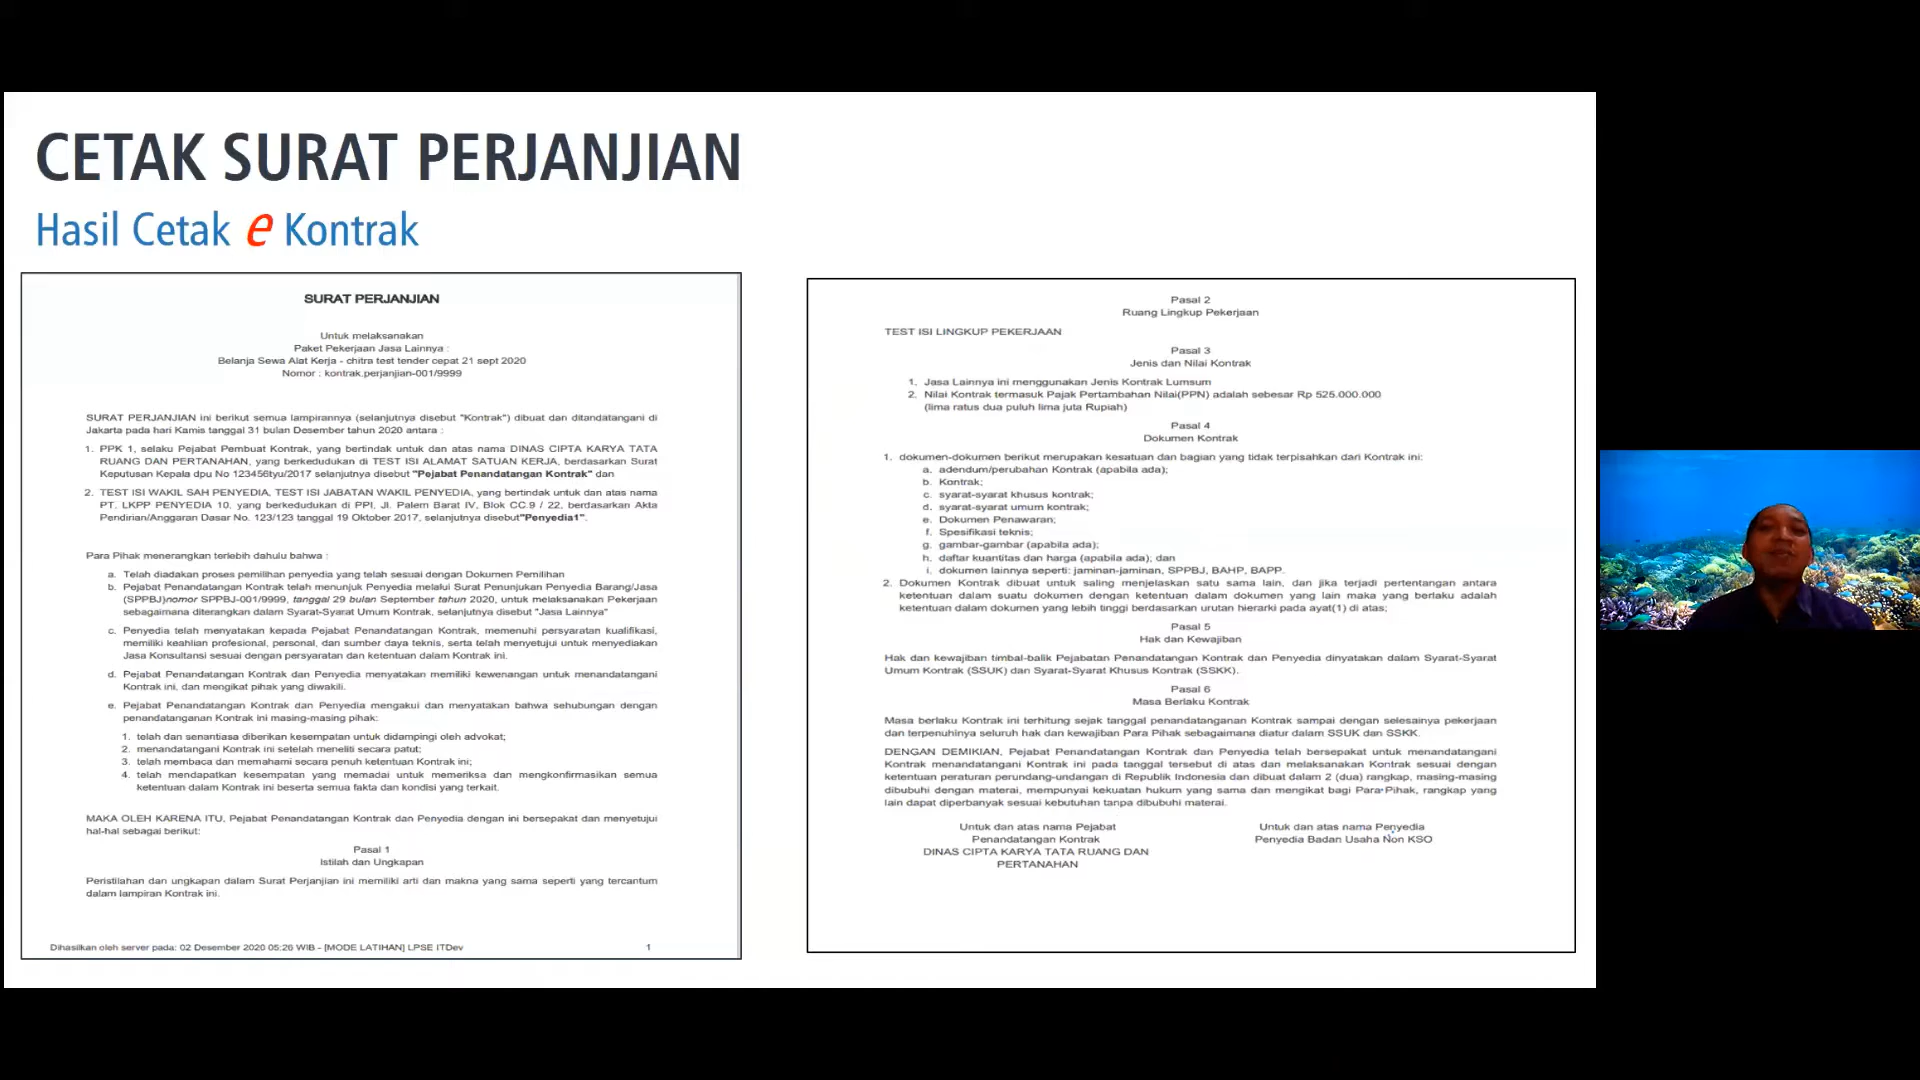 CETAK SURAT PERJANJIAN
Hasil Cetak e Kontrak
SURAT PERJANJIAN
Untuk melaksanakan
Paket Pekerjaan Jasa Lainnya :
Belanja Sewa Alat Kerja - chitra test tender cepat 21 sept 2020
Nomor : kontrak.perjanjian-001/9999
SURAT PERJANJIAN ini berikut semua lampirannya (selanjutnya disebut "Kontrak") dibuat dan ditandatangani di
Jakarta pada hari Kamis tanggal 31 bulan Desember tahun 2020 antara :
1. PPK 1, selaku Pejabat Pembuat Kontrak, yang bertindak untuk dan atas nama DINAS CIPTA KARYA TATA
RUANG DAN PERTANAHAN, yang berkedudukan di TEST ISI ALAMAT SATUAN KERJA, berdasarkan Surat
Keputusan Kepala dpu No 123456tyu/2017 selanjutnya disebut "Pejabat Penandatangan Kontrak" dan
2. TEST ISI WAKIL SAH PENYEDIA, TEST ISI JABATAN WAKIL PENYEDIA, yang bertindak untuk dan atas nama
PT. LKPP PENYEDIA 10, yang berkedudukan di PPI, Jl. Palem Barat IV, Blok CC.9 / 22, berdasarkan Akta
Pendirian/Anggaran Dasar No. 123/123 tanggal 19 Oktober 2017, selanjutnya disebut"Penyedia1".
Para Pihak menerangkan terlebih dahulu bahwa :
a. Telah diadakan proses pemilihan penyedia yang telah sesuai dengan Dokumen Pemilihan
b. Pejabat Penandatangan Kontrak telah menunjuk Penyedia melalui Surat Penunjukan Penyedia Barang/Jasa
(SPPBJ)nomor SPPBJ-001/9999, tanggal 29 bulan September tahun 2020, untuk melaksanakan Pekerjaan
sebagaimana diterangkan dalam Syarat-Syarat Umum Kontrak, selanjutnya disebut "Jasa Lainnya"
c. Penyedia telah menyatakan kepada Pejabat Penandatangan Kontrak, memenuhi persyaratan kualifikasi,
memiliki keahlian profesional, personal, dan sumber daya teknis, serta telah menyetujui untuk menyediakan
Jasa Konsultansi sesuai dengan persyaratan dan ketentuan dalam Kontrak ini.
d. Pejabat Penandatangan Kontrak dan Penyedia menyatakan memiliki kewenangan untuk menandatangani
Kontrak ini, dan mengikat pihak yang diwakili.
e. Pejabat Penandatangan Kontrak dan Penyedia mengakui dan menyatakan bahwa sehubungan dengan
penandatanganan Kontrak ini masing-masing pihak:
1. telah dan senantiasa diberikan kesempatan untuk didampingi oleh advokat;
2. menandatangani Kontrak ini setelah meneliti secara patut;
3. telah membaca dan memahami secara penuh ketentuan Kontrak ini;
4. telah mendapatkan kesempatan yang memadai untuk memeriksa dan mengkonfirmasikan semua
ketentuan dalam Kontrak ini beserta semua fakta dan kondisi yang terkait.
MAKA OLEH KARENA ITU, Pejabat Penandatangan Kontrak dan Penyedia dengan ini bersepakat dan menyetujui
hal-hal sebagai berikut:
Pasal 1
Istilah dan Ungkapan
Peristilahan dan ungkapan dalam Surat Perjanjian ini memiliki arti dan makna yang sama seperti yang tercantum
dalam lampiran Kontrak ini.
Dihasilkan oleh server pada: 02 Desember 2020 05:26 WIB - [MODE LATIHAN] LPSE ITDev 1
Pasal 2
Ruang Lingkup Pekerjaan
TEST ISI LINGKUP PEKERJAAN
Pasal 3
Jenis dan Nilai Kontrak
1. Jasa Lainnya ini menggunakan Jenis Kontrak Lumsum
2. Nilai Kontrak termasuk Pajak Pertambahan Nilai(PPN) adalah sebesar Rp 525.000.000
(lima ratus dua puluh lima juta Rupiah)
Pasal 4
Dokumen Kontrak
1. dokumen-dokumen berikut merupakan kesatuan dan bagian yang tidak terpisahkan dari Kontrak ini:
a. adendum/perubahan Kontrak (apabila ada);
b. Kontrak;
c. syarat-syarat khusus kontrak;
d. syarat-syarat umum kontrak;
e. Dokumen Penawaran;
f. Spesifikasi teknis;
g. gambar-gambar (apabila ada);
h. daftar kuantitas dan harga (apabila ada); dan
i. dokumen lainnya seperti: jaminan-jaminan, SPPBJ, BAHP, BAPP.
2. Dokumen Kontrak dibuat untuk saling menjelaskan satu sama lain, dan jika terjadi pertentangan antara
ketentuan dalam suatu dokumen dengan ketentuan dalam dokumen yang lain maka yang berlaku adalah
ketentuan dalam dokumen yang lebih tinggi berdasarkan urutan hierarki pada ayat(1) di atas;
Pasal 5
Hak dan Kewajiban
Hak dan kewajiban timbal-balik Pejabatan Penandatangan Kontrak dan Penyedia dinyatakan dalam Syarat-Syarat
Umum Kontrak (SSUK) dan Syarat-Syarat Khusus Kontrak (SSKK).
Pasal 6
Masa Berlaku Kontrak
Masa berlaku Kontrak ini terhitung sejak tanggal penandatanganan Kontrak sampai dengan selesainya pekerjaan
dan terpenuhinya seluruh hak dan kewajiban Para Pihak sebagaimana diatur dalam SSUK dan SSKK.
DENGAN DEMIKIAN, Pejabat Penandatangan Kontrak dan Penyedia telah bersepakat untuk menandatangani
Kontrak menandatangani Kontrak ini pada tanggal tersebut di atas dan melaksanakan Kontrak sesuai dengan
ketentuan peraturan perundang-undangan di Republik Indonesia dan dibuat dalam 2 (dua) rangkap, masing-masing
dibubuhi dengan materai, mempunyai kekuatan hukum yang sama dan mengikat bagi Para Pihak, rangkap yang
lain dapat diperbanyak sesuai kebutuhan tanpa dibubuhi materai.
Untuk dan atas nama Pejabat
Penandatangan Kontrak
DINAS CIPTA KARYA TATA RUANG DAN
PERTANAHAN
Untuk dan atas nama Penyedia
Penyedia Badan Usaha Non KSO